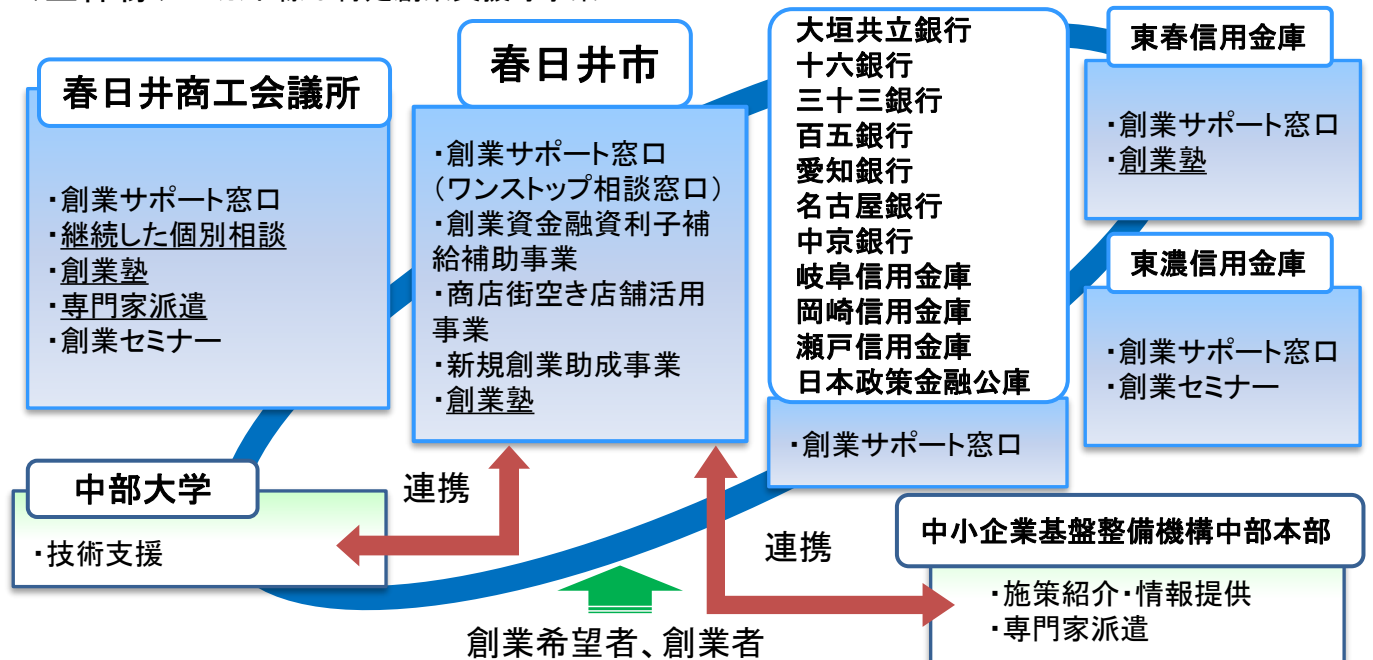 春日井商工会議所
・創業サポート窓口
・継続した個別相談
・創業塾
・専門家派遣
・創業セミナー
春日井市
・創業サポート窓口
(ワンストップ相談窓口)
・創業資金融資利子補
給補助事業
・商店街空き店舗活用
事業
・新規創業助成事業
・創業塾
大垣共立銀行
十六銀行
三十三銀行
百五銀行
愛知銀行
名古屋銀行
中京銀行
岐阜信用金庫
岡崎信用金庫
瀬戸信用金庫
日本政策金融公庫
・創業サポート窓口
東春信用金庫
・創業サポート窓口
・創業塾
東濃信用金庫
・創業サポート窓口
・創業セミナー
中部大学
・技術支援
連携
連携
中小企業基盤整備機構中部本部
・施策紹介・情報提供
・専門家派遣
創業希望者、創業者